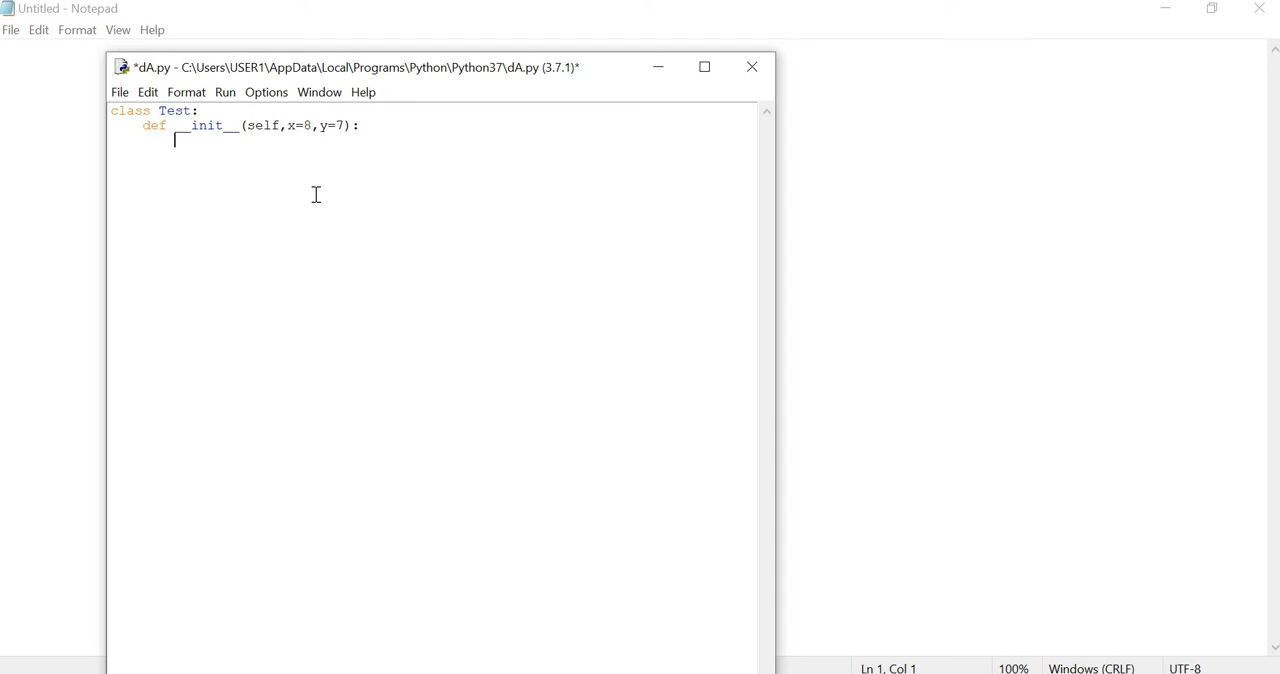 Untitled - Notepad
File Edit Format View Help
*dA.py - C:\Users\USER1\AppData\Local\Programs\Python\Python37\dA.py (3.7.1)*
File Edit Format Run Options Window Help
class Test:
    def __init__(self,x=8,y=7):
Ln 1, Col 1 100% Windows (CRLF) UTF-8